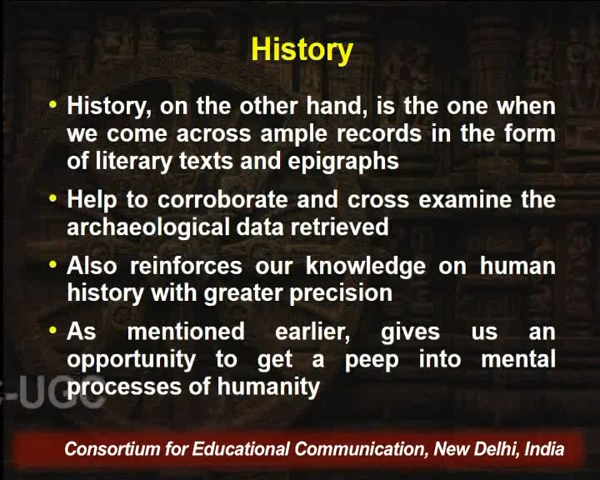 History
• History, on the other hand, is the one when
we come across ample records in the form
of literary texts and epigraphs
• Help to corroborate and cross examine the
archaeological data retrieved
• Also reinforces our knowledge on human
history with greater precision
• As mentioned earlier, gives us an
opportunity to get a peep into mental
processes of humanity
C-UGC
Consortium for Educational Communication, New Delhi, India